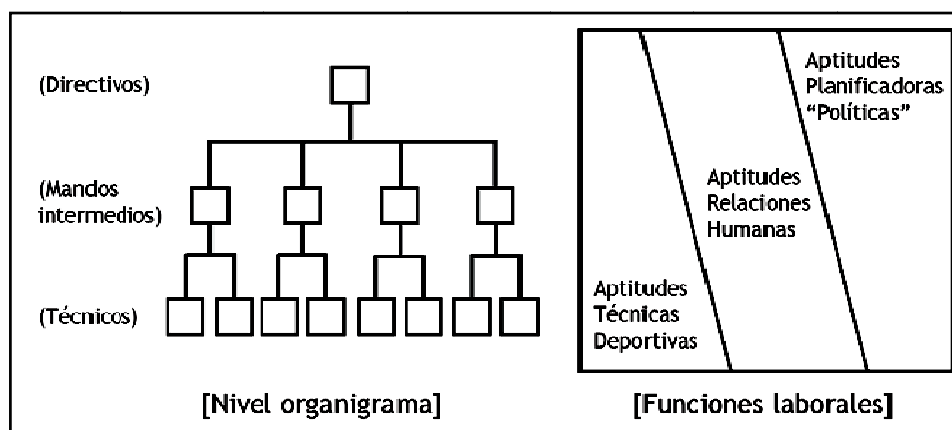 (Directivos)
(Mandos
intermedios)
(Técnicos)
[Nivel organigrama]
Aptitudes
Planificadoras
“Políticas”
Aptitudes
Relaciones
Humanas
Aptitudes
Técnicas
Deportivas
[Funciones laborales]